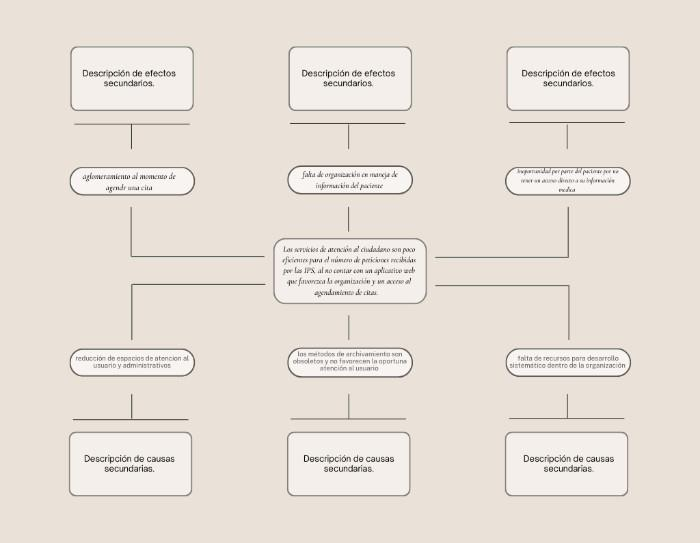 Descripción de efectos
secundarios.
Descripción de efectos
secundarios.
Descripción de efectos
secundarios.
aglomeramiento al momento de
agendr una cita
falta de organización en maneja de
información del paciente
Inoportunidad por parte del paciente por no
tener un acceso directo a su información
medica
Los servicios de atención al ciudadano son poco
eficientes para el número de peticiones recibidas
por las IPS, al no contar con un aplicativo web
que favorezca la organización y un acceso al
agendamiento de citas.
reducción de espacios de atencion al
usuario y administrativos
los métodos de archivamiento son
obsoletos y no favorecen la oportuna
atención al usuario
falta de recursos para desarrollo
sistemático dentro de la organización
Descripción de causas
secundarias.
Descripción de causas
secundarias.
Descripción de causas
secundarias.